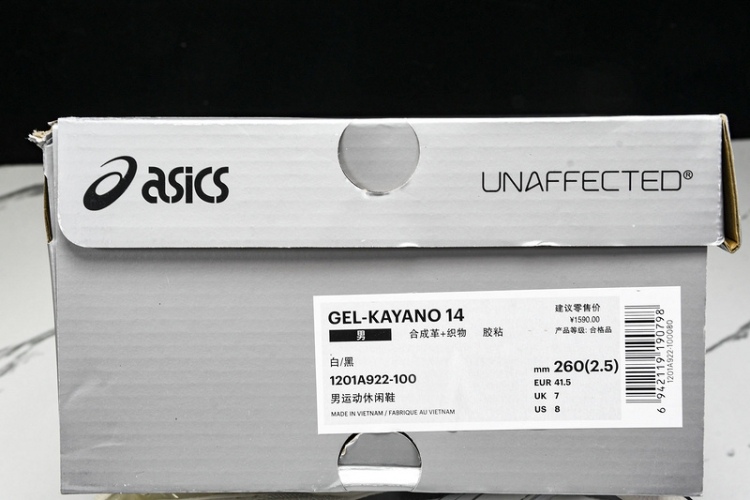 asics
UNAFFECTED®
GEL-KAYANO 14
男 合成革+织物 胶粘
建议零售价
¥1590.00
产品等级: 合格品
白/黑
1201A922-100
男运动休闲鞋
MADE IN VIETNAM / FABRIQUE AU VIETNAM
mm 260(2.5)
EUR 41.5
UK 7
US 8
6 942119 190798
1201A922-100080